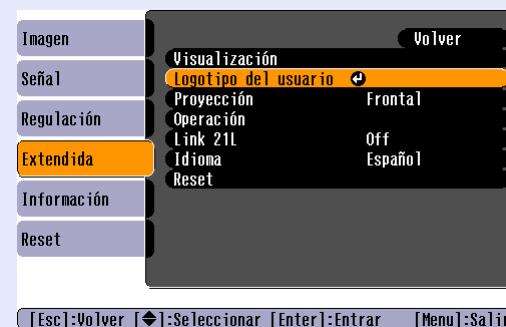 Imagen
Señal
Regulación
Extendida
Información
Reset
Volver
Visualización
Logotipo del usuario
Proyección Frontal
Operación
Link 21L Off
Idioma Español
Reset
[Esc]:Volver [◆]:Seleccionar [Enter]:Entrar [Menu]:Salir